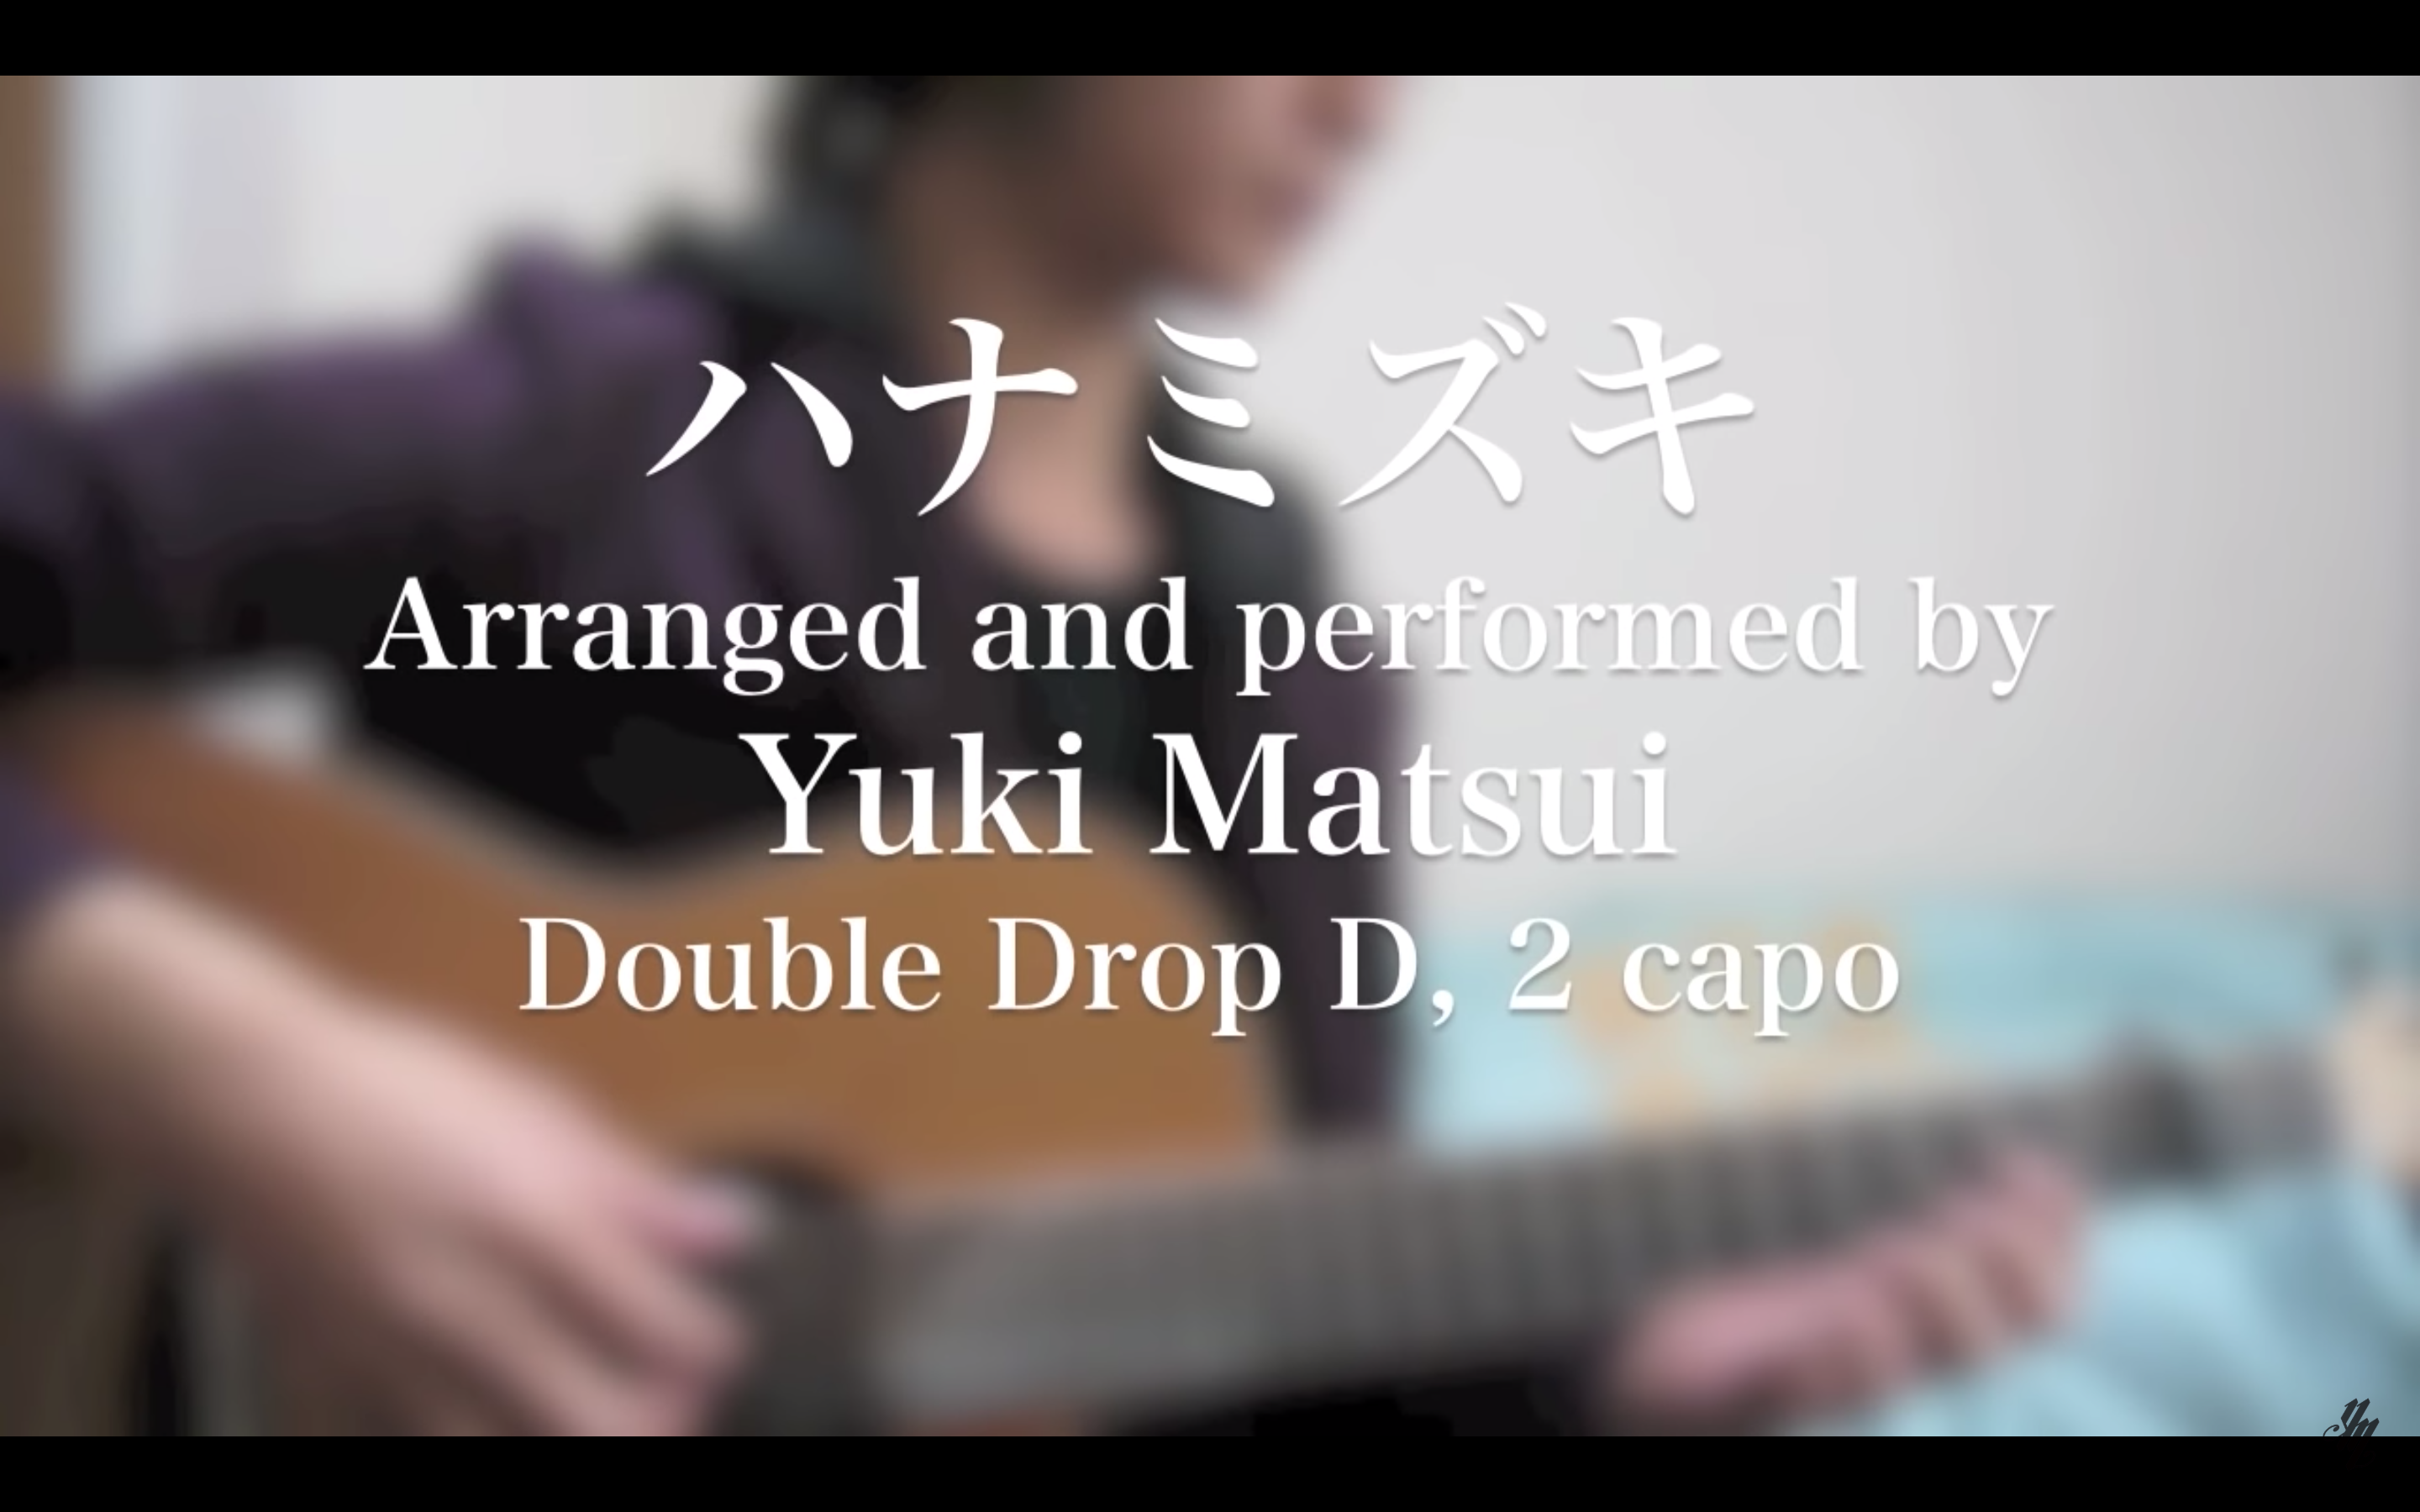 ハナミズキ
Arranged and performed by
Yuki Matsui
Double Drop D, 2 capo